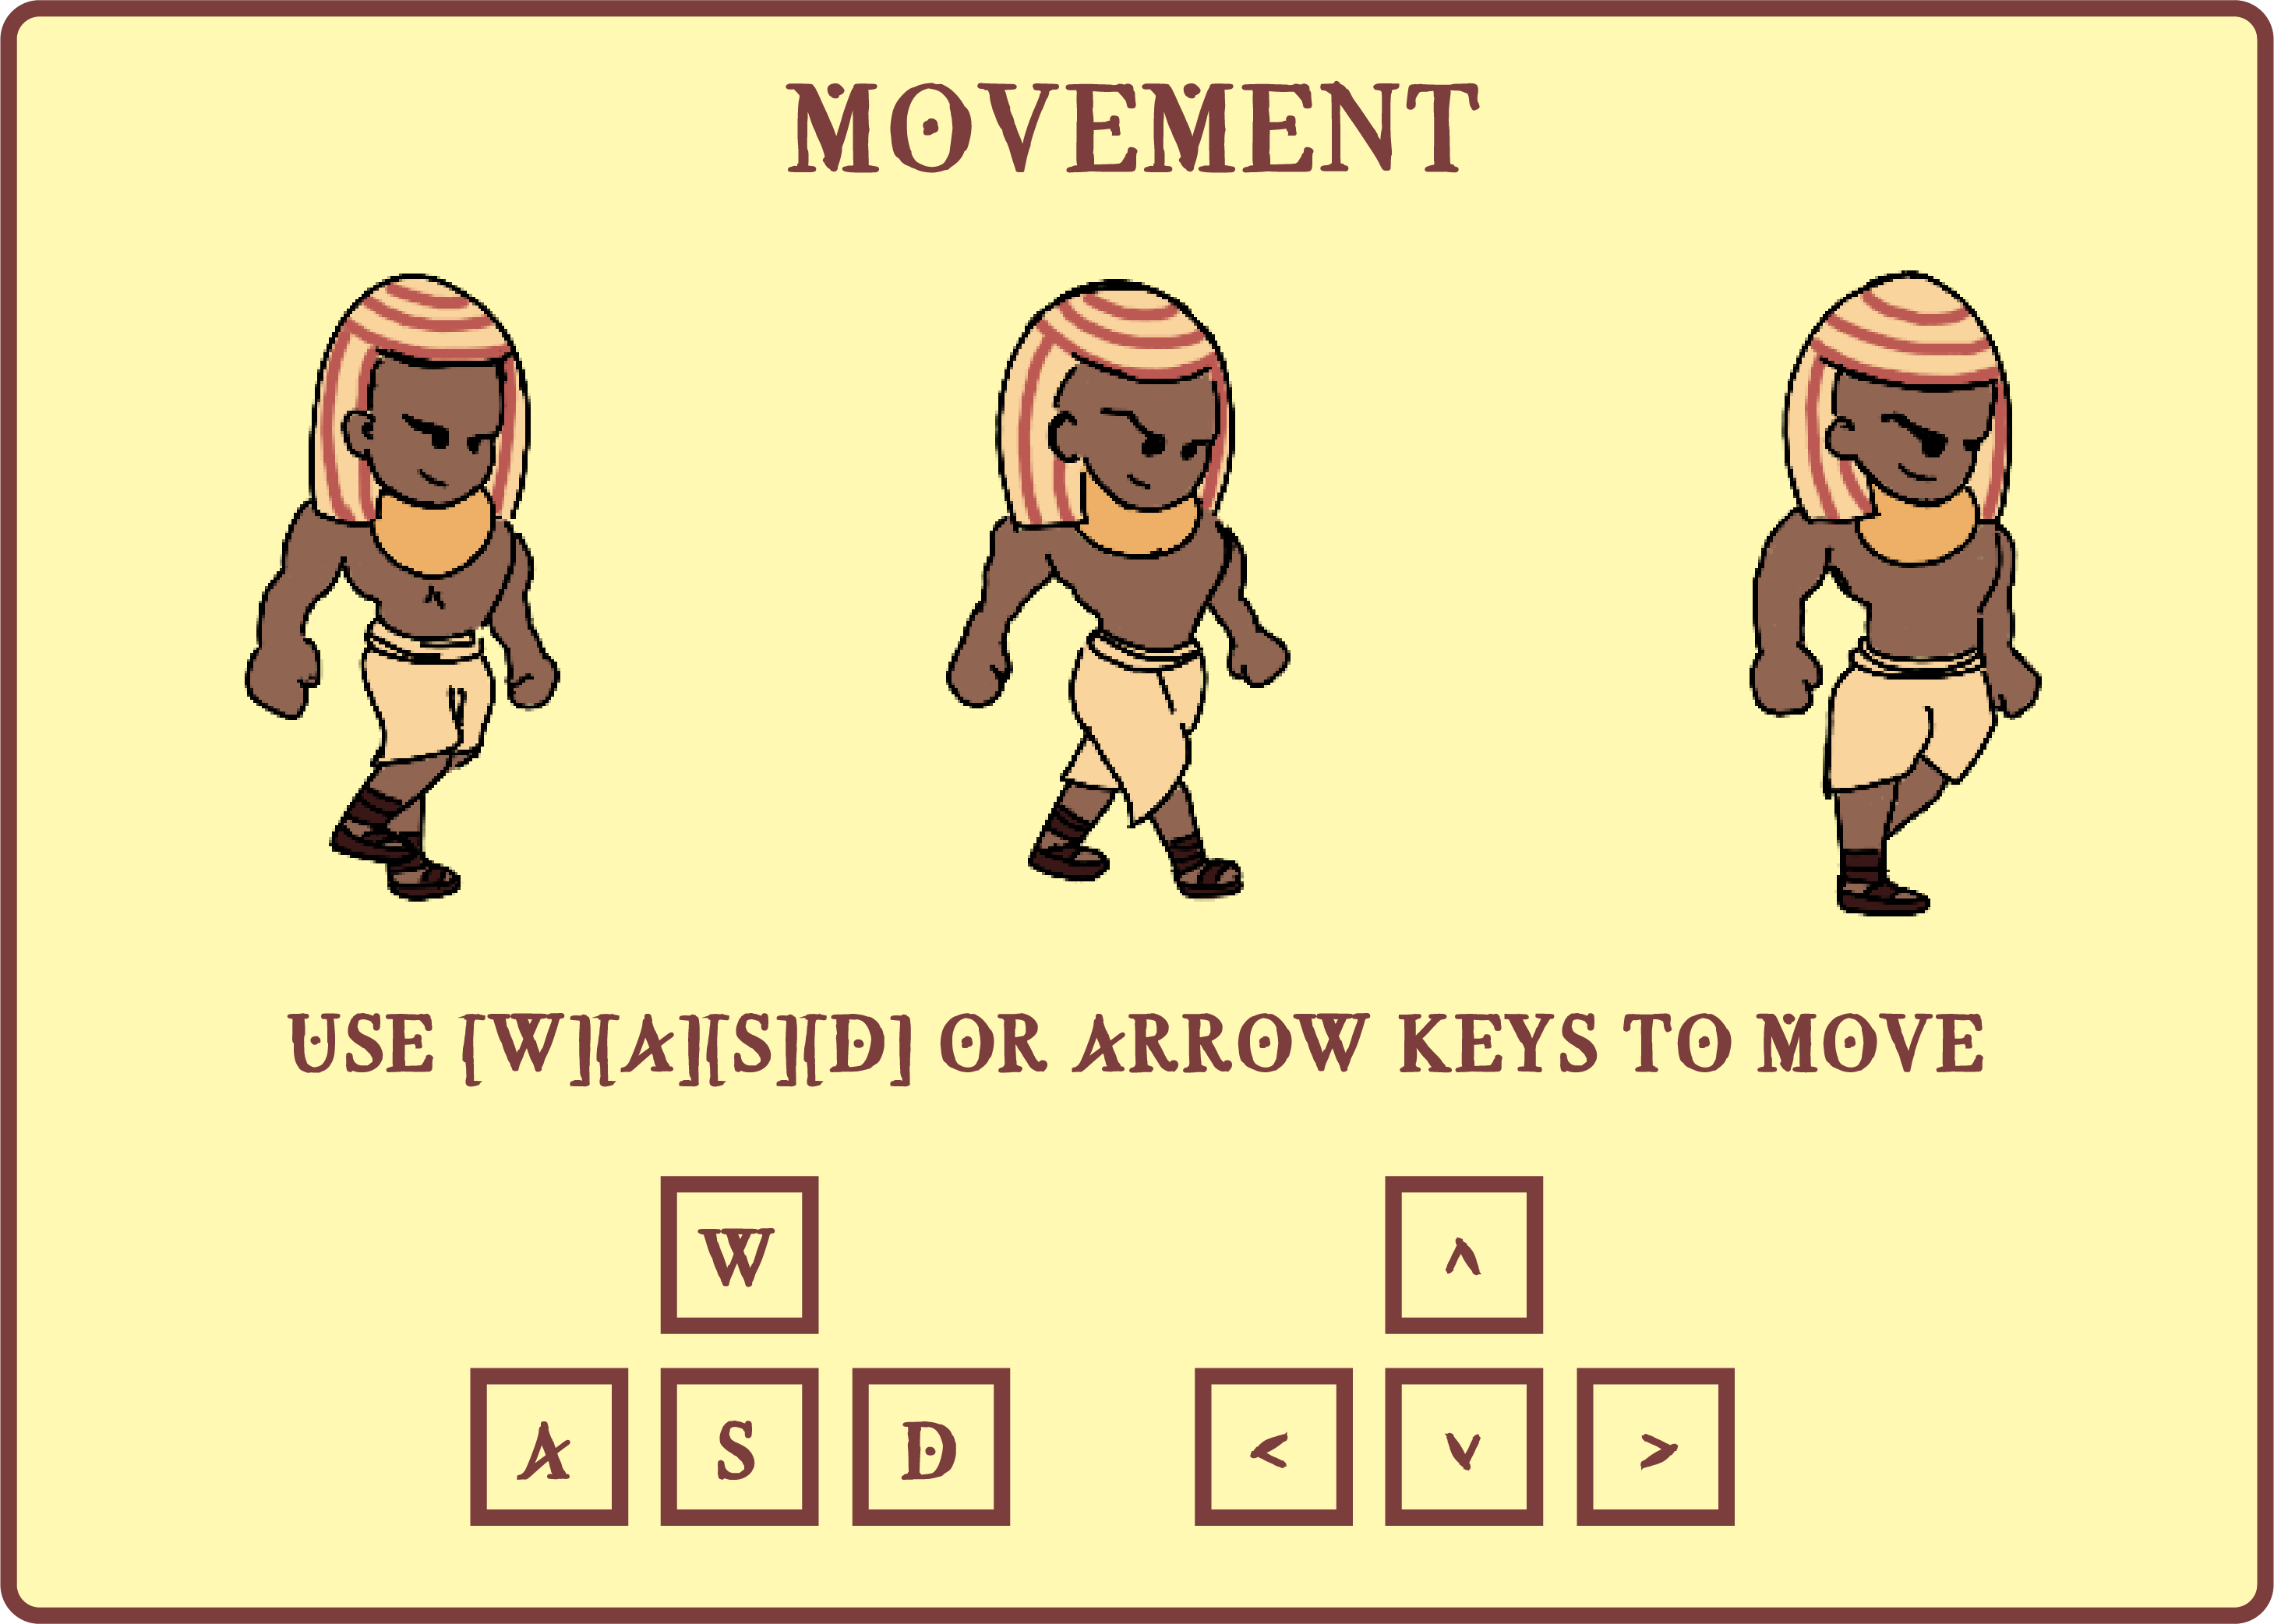 MOVEMENT
USE [W][A][S][D] OR ARROW KEYS TO MOVE
W ^
A S D < v >